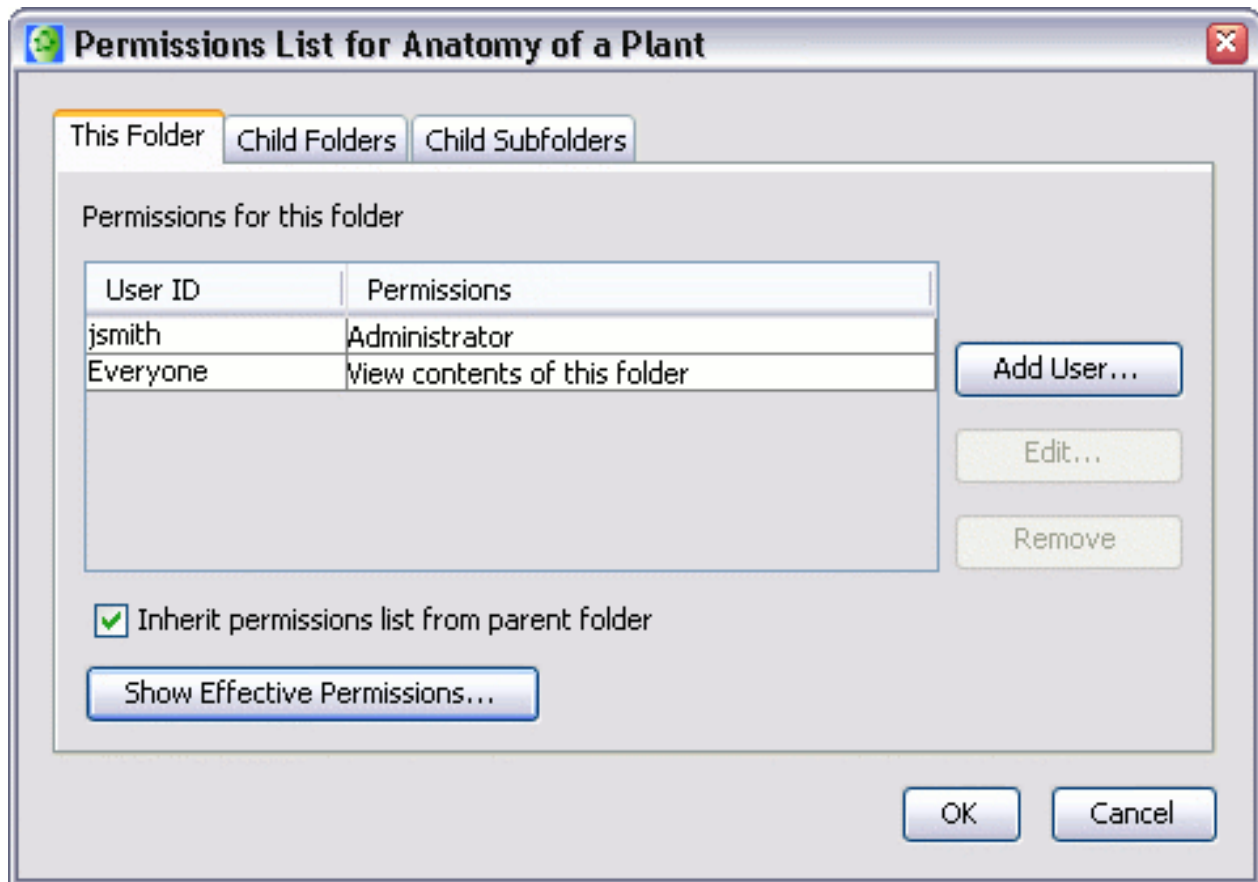 Permissions List for Anatomy of a Plant
This Folder Child Folders Child Subfolders
Permissions for this folder
User ID Permissions
jsmith Administrator
Everyone View contents of this folder
Add User...
Edit...
Remove
Inherit permissions list from parent folder
Show Effective Permissions...
OK Cancel